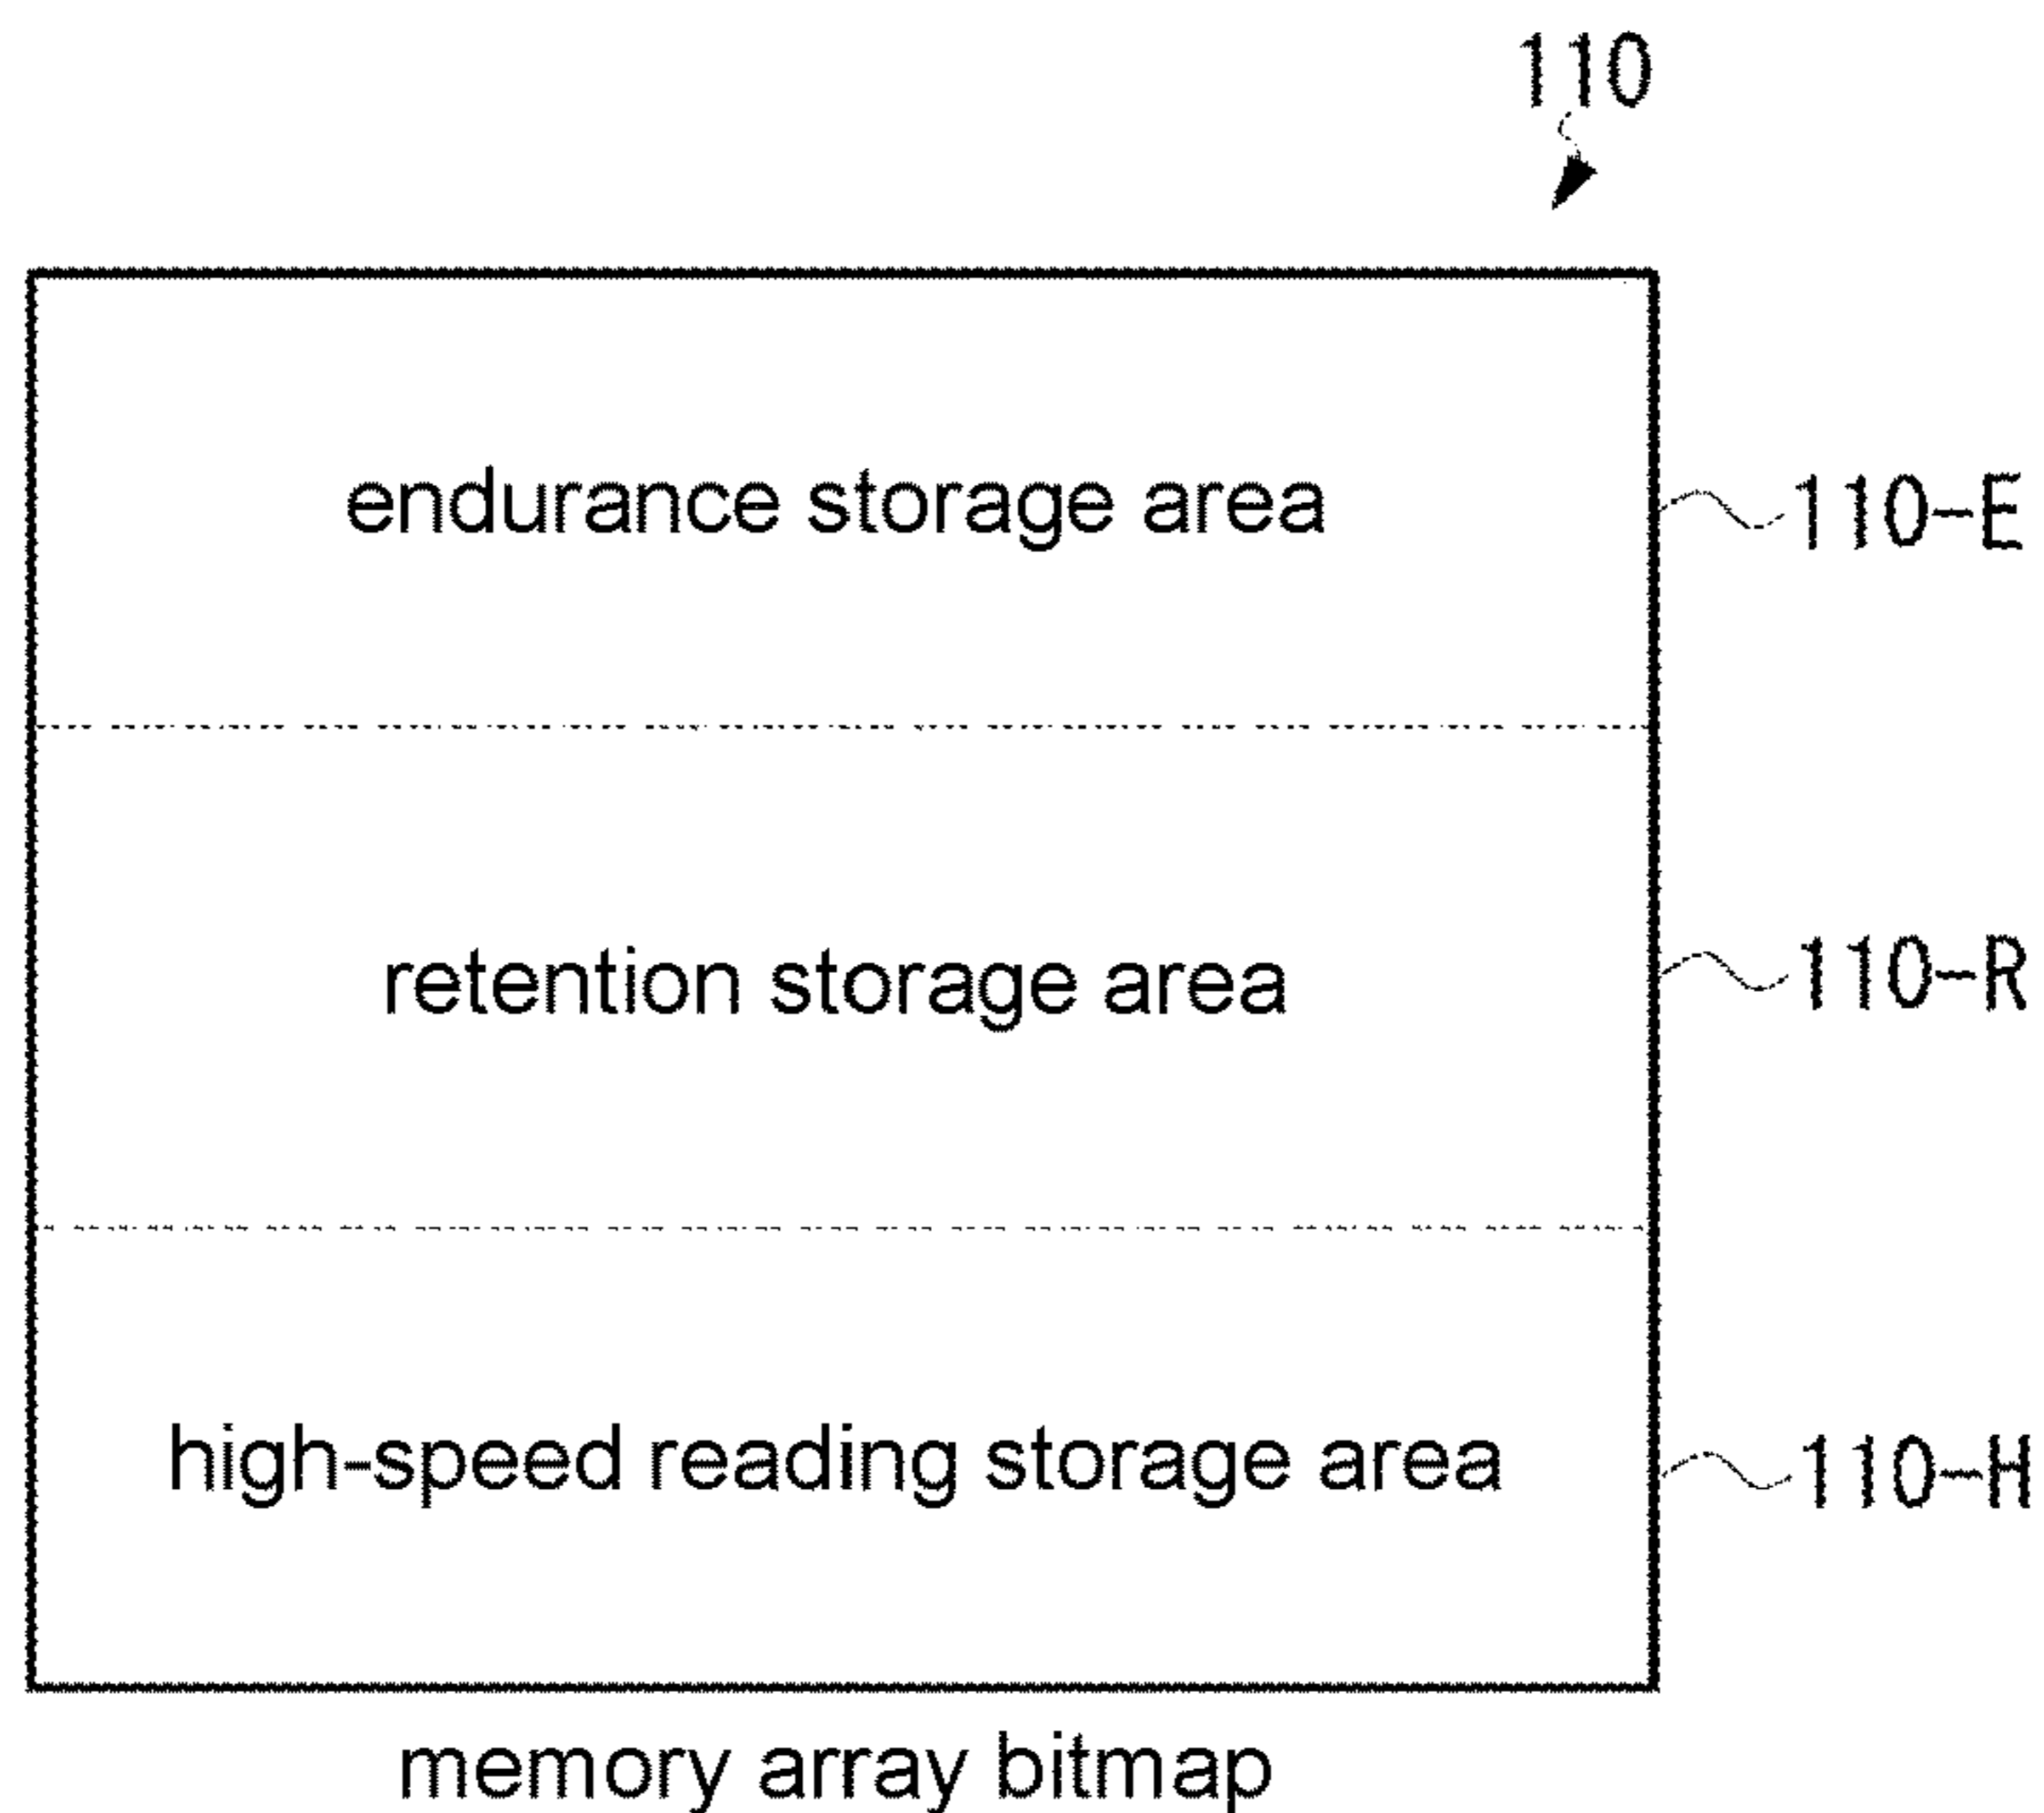 110
endurance storage area
110-E
retention storage area
110-R
high-speed reading storage area
110-H
memory array bitmap